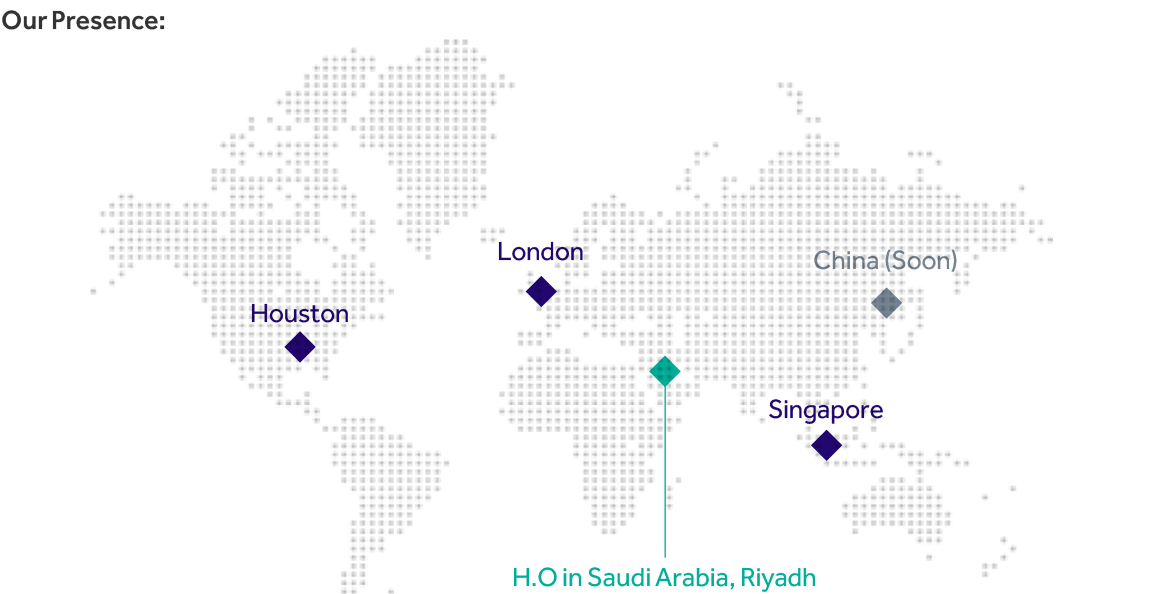 Our Presence:
London
China (Soon)
Houston
Singapore
H.O in Saudi Arabia, Riyadh